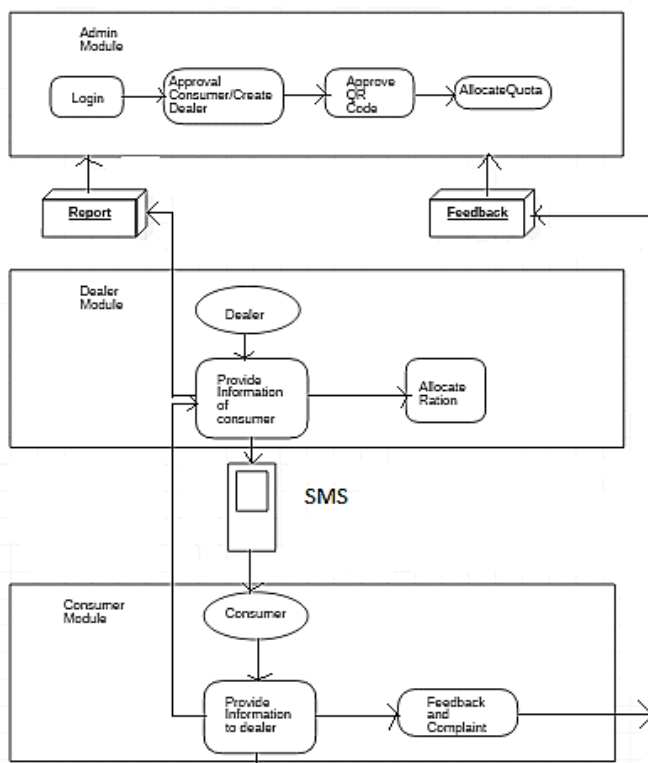 Admin
Module
Login
Approval
Consumer/Create
Dealer
Approve
QR
Code
AllocateQuota
Report
Feedback
Dealer
Module
Dealer
Provide
Information
of
consumer
Allocate
Ration
SMS
Consumer
Module
Consumer
Provide
Information
to dealer
Feedback
and
Complaint